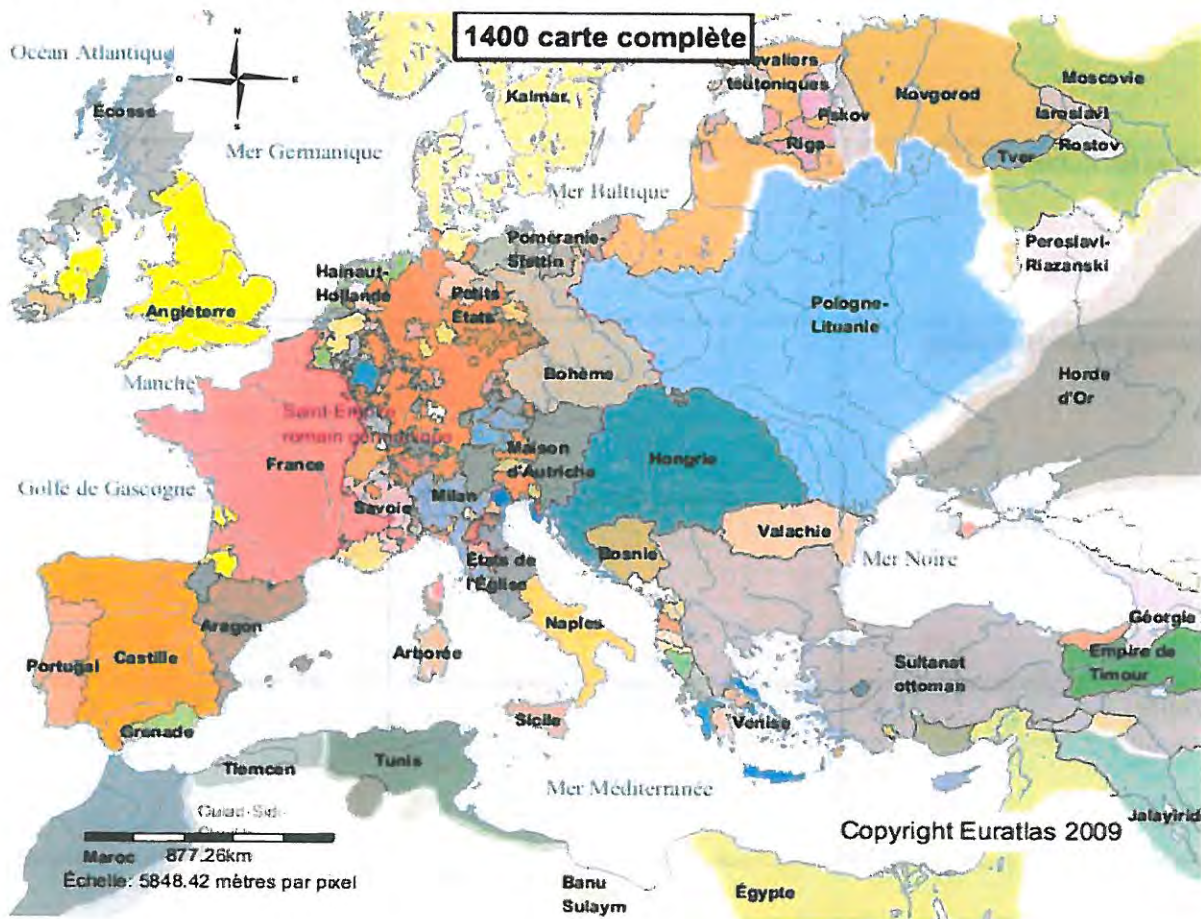 1400 carte complète
Océan Atlantique
N
O
E
S
Écosse
Mer Germanique
Kalmar
Chevaliers
teutoniques
Pskov
Riga
Novgorod
Moscovie
Iaroslavl
Rostov
Tver
Mer Baltique
Poméranie-
Stettin
Pereslavl-
Riazanski
Hainaut-
Hollande
Petits
États
Angleterre
Pologne-
Lituanie
Manche
Bohème
Horde
d'Or
Saint-Empire
romain germanique
France
Maison
d'Autriche
Hongrie
Golfe de Gascogne
Milan
Savoie
Valachie
Bosnie
Mer Noire
États de
l'Église
Géorgie
Aragon
Naples
Portugal
Castille
Arborée
Sultanat
ottoman
Empire de
Timour
Grenade
Sicile
Venise
Tlemcen
Tunis
Mer Méditerranée
Jalayirid
Copyright Euratlas 2009
Maroc
877.26km
Échelle: 5848.42 mètres par pixel
Banu
Sulaym
Égypte